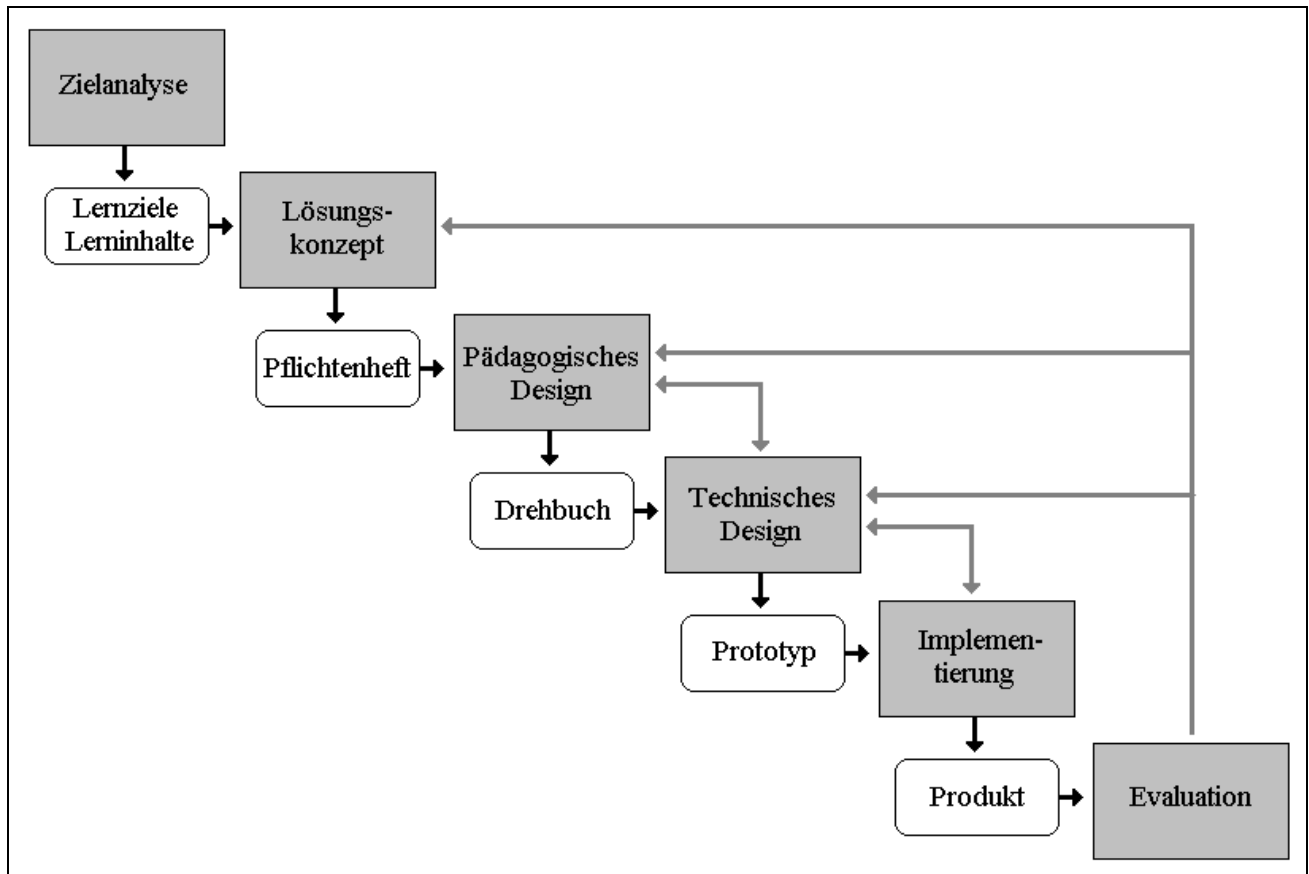 Zielanalyse
Lernziele
Lerninhalte
Lösungs-
konzept
Pflichtenheft
Pädagogisches
Design
Drehbuch
Technisches
Design
Prototyp
Implemen-
tierung
Produkt
Evaluation